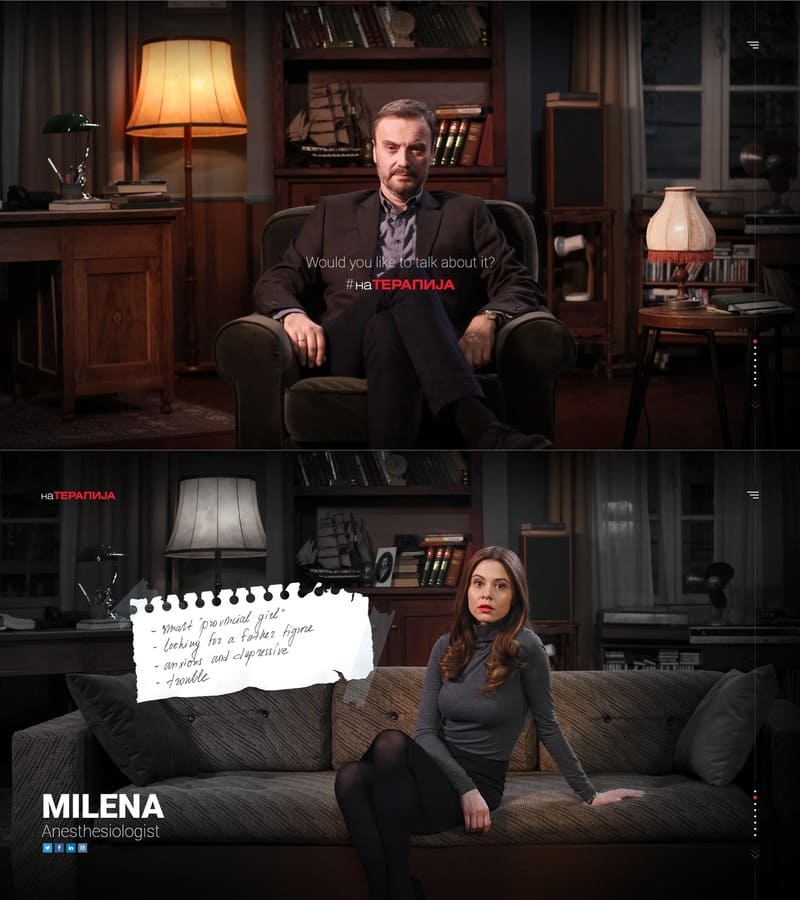 Would you like to talk about it?
#наТЕРАПИЈА
наТЕРАПИЈА
- smart "provincial girl"
- looking for a father figure
- anxious and depressive
- trouble
MILENA
Anesthesiologist